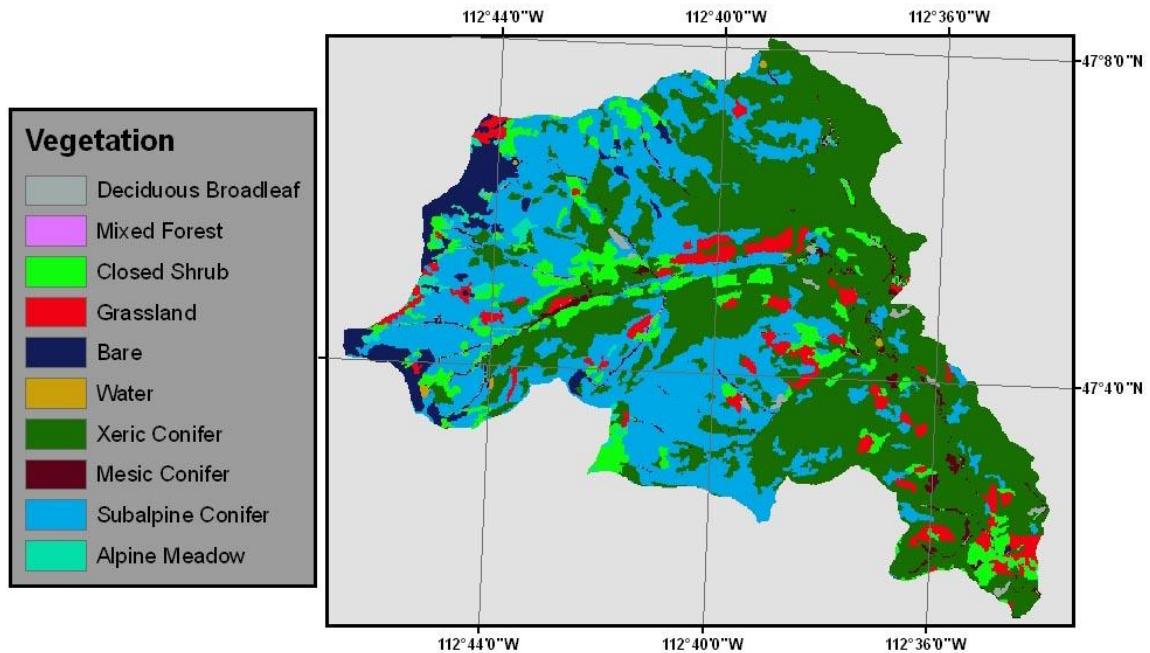 112°44'0"W
112°40'0"W
112°36'0"W
47°8'0"N
Vegetation
Deciduous Broadleaf
Mixed Forest
Closed Shrub
Grassland
Bare
Water
Xeric Conifer
Mesic Conifer
Subalpine Conifer
Alpine Meadow
47°4'0"N
112°44'0"W
112°40'0"W
112°36'0"W